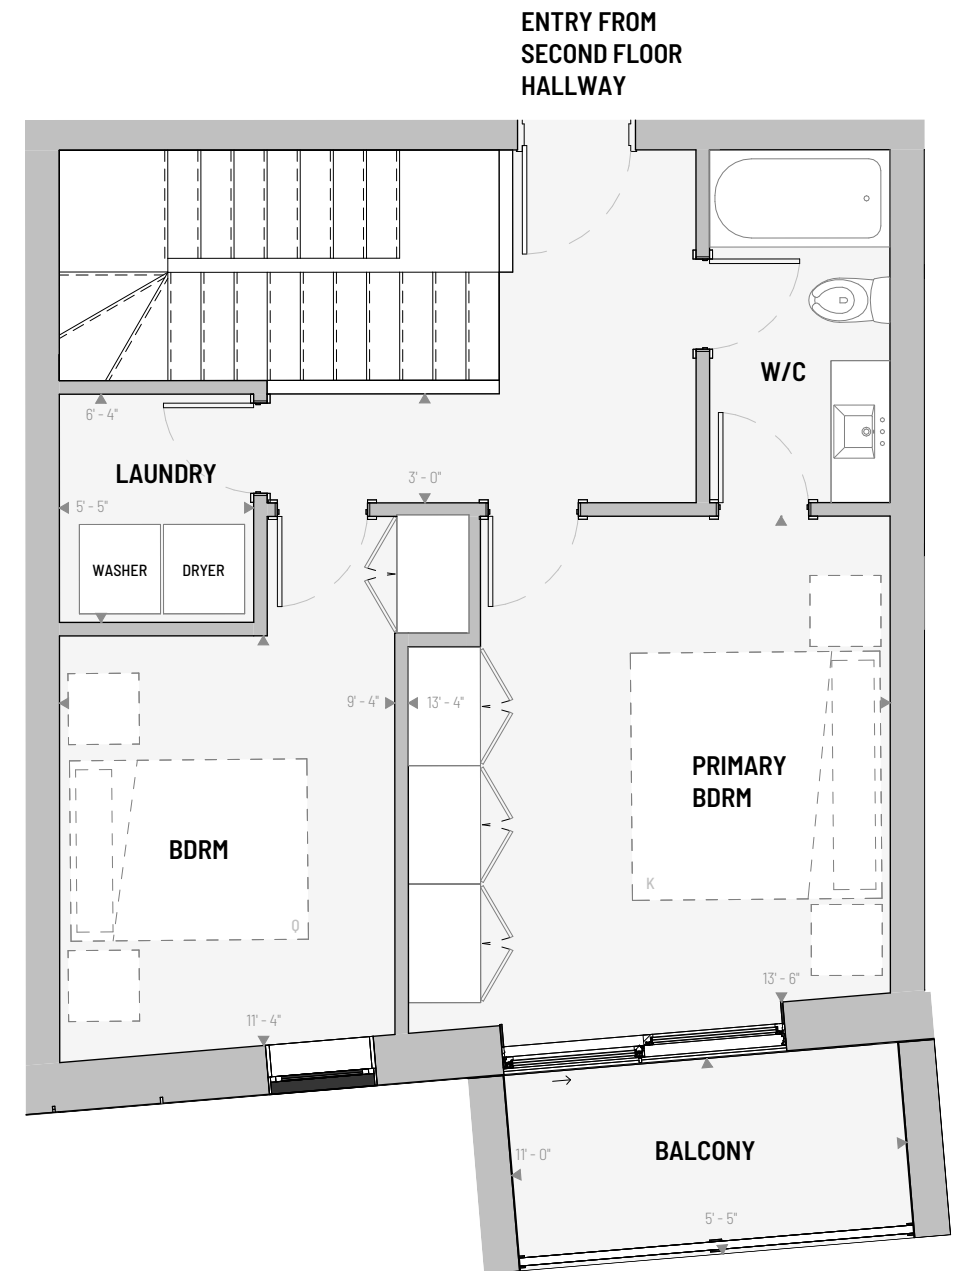 ENTRY FROM
SECOND FLOOR
HALLWAY
W/C
6' - 4"
LAUNDRY
3' - 0"
5' - 5"
WASHER
DRYER
9' - 4"
13' - 4"
PRIMARY
BDRM
BDRM
K
Q
13' - 6"
11' - 4"
BALCONY
11' - 0"
5' - 5"